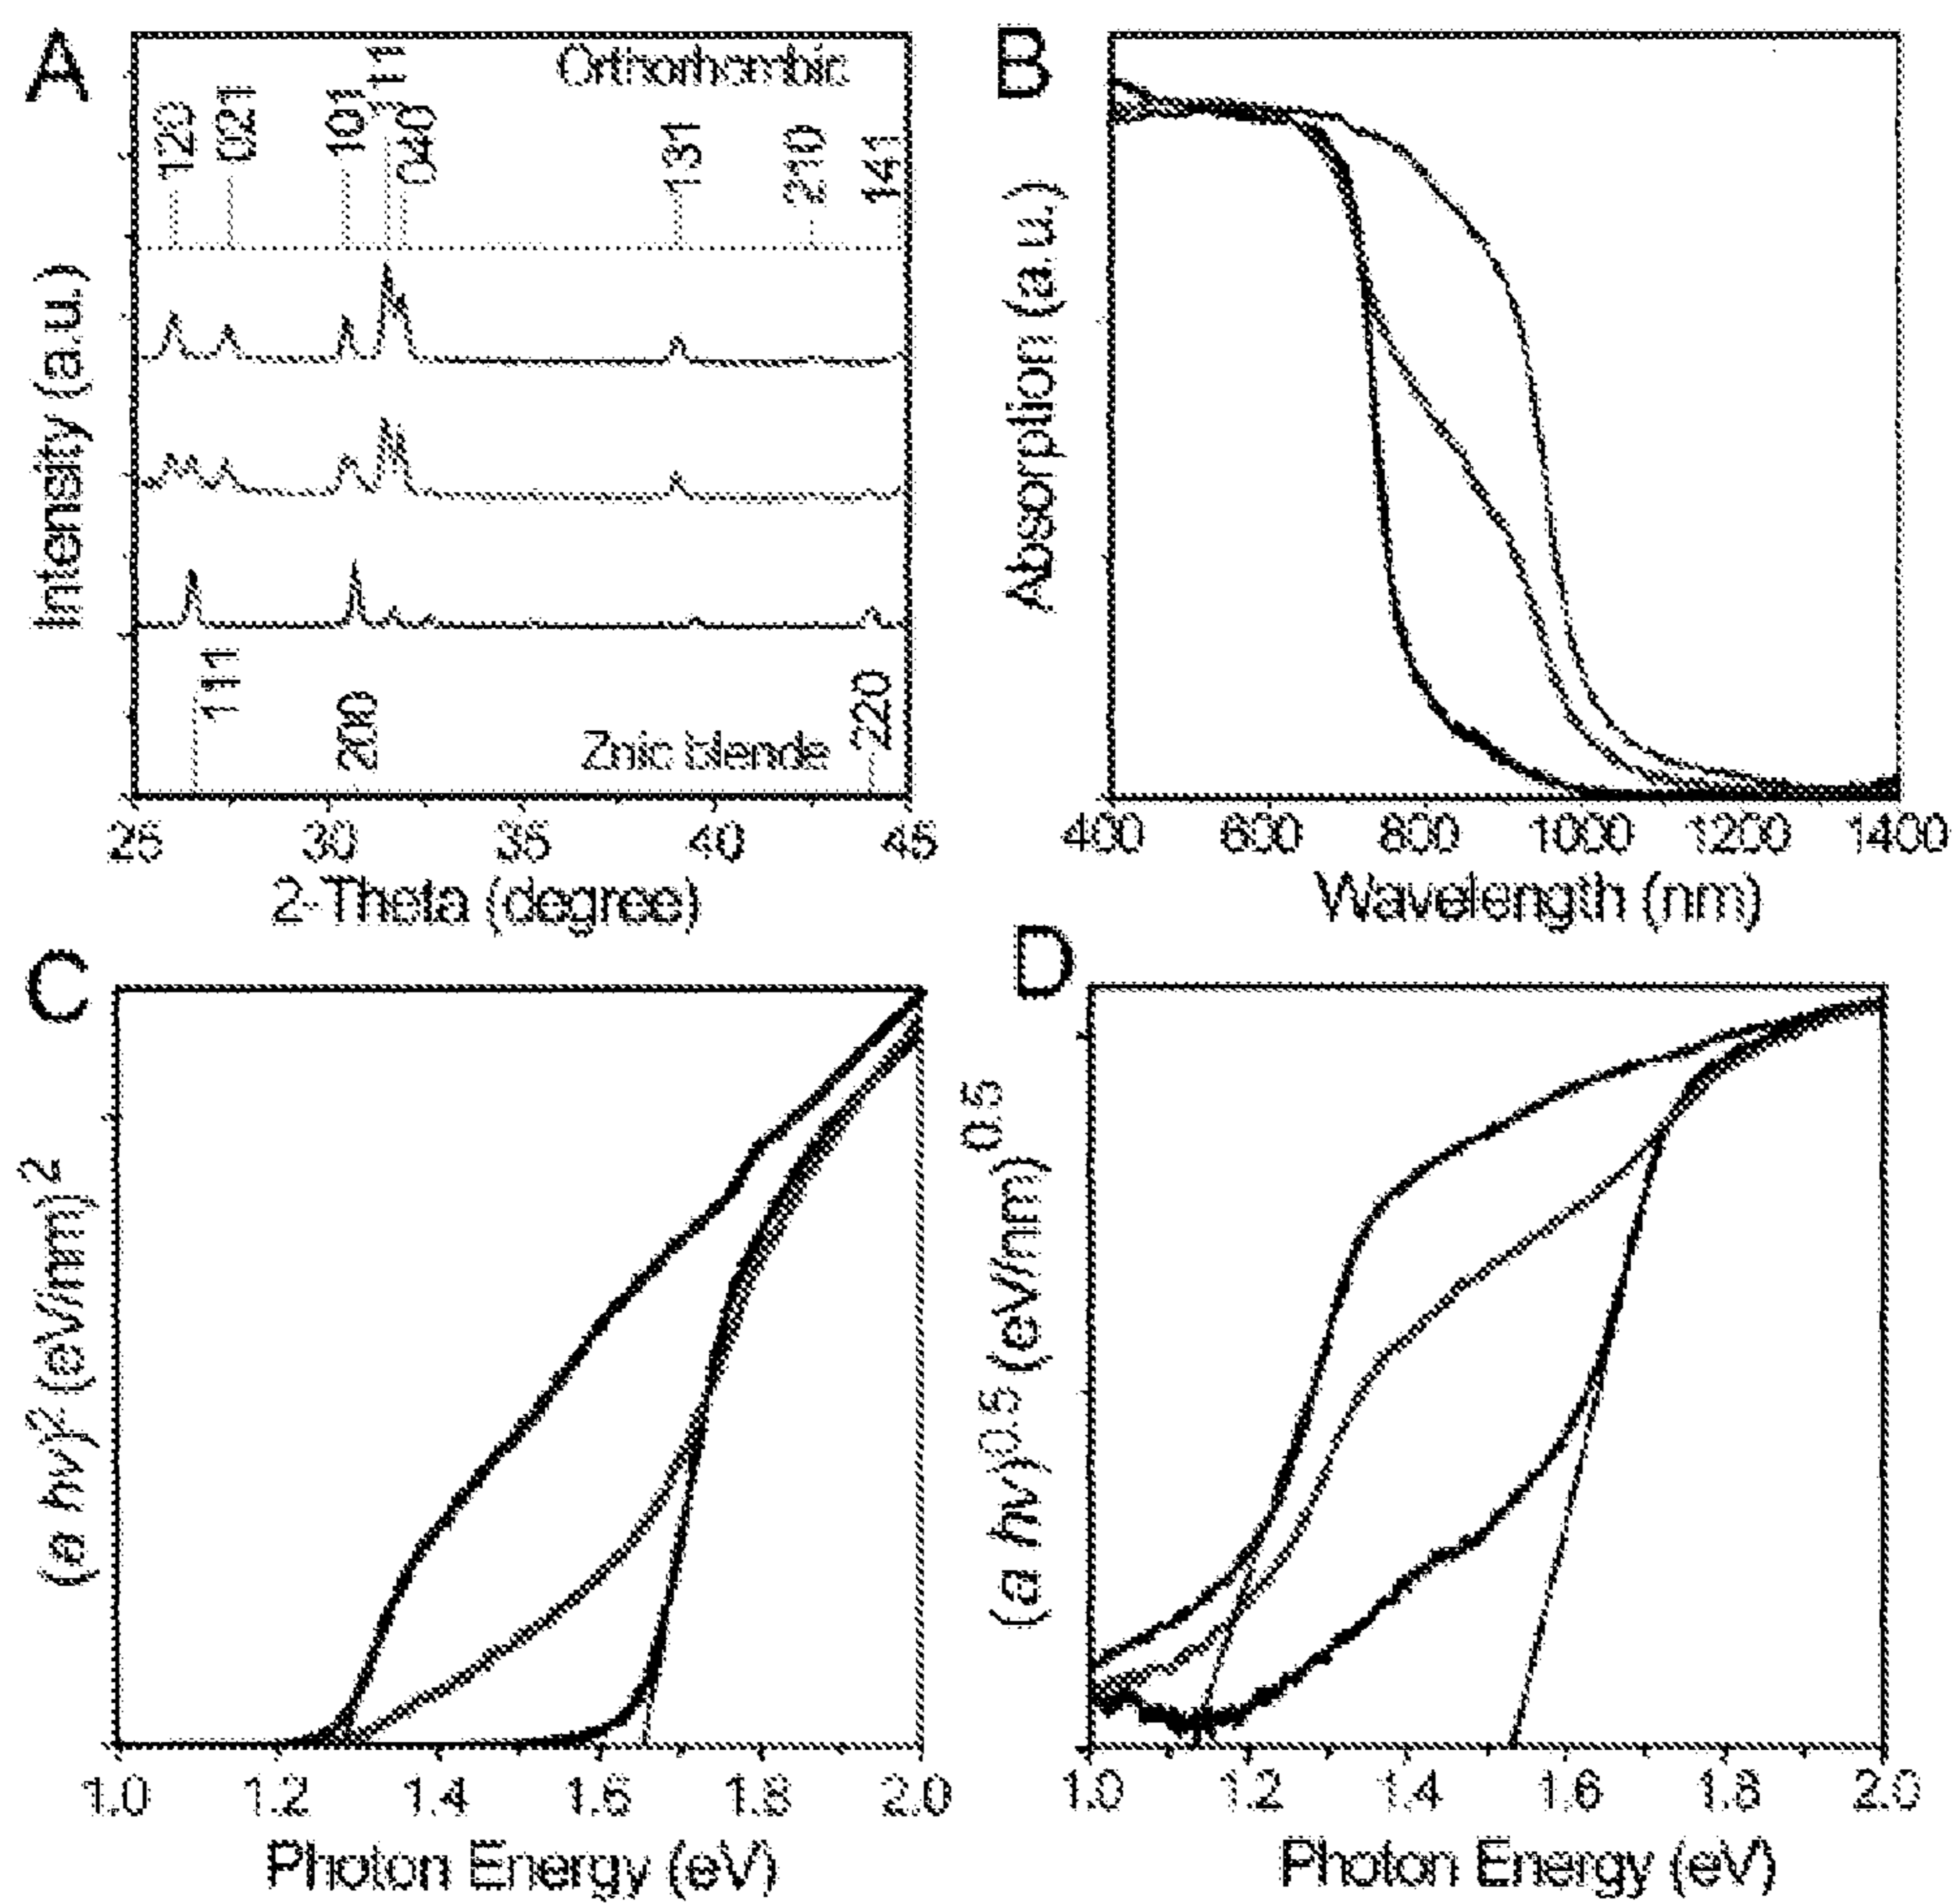 A
Orthorhombic
120
021
101
111
040
131
210
141
Intensity (a.u.)
111
200
220
Znic blende
25 30 35 40 45
2-Theta (degree)
B
Absorption (a.u.)
400 600 800 1000 1200 1400
Wavelength (nm)
C
(a hv)2 (eV/nm)2
1.0 1.2 1.4 1.6 1.8 2.0
Photon Energy (eV)
D
(a hv)0.5 (eV/nm)0.5
1.0 1.2 1.4 1.6 1.8 2.0
Photon Energy (eV)